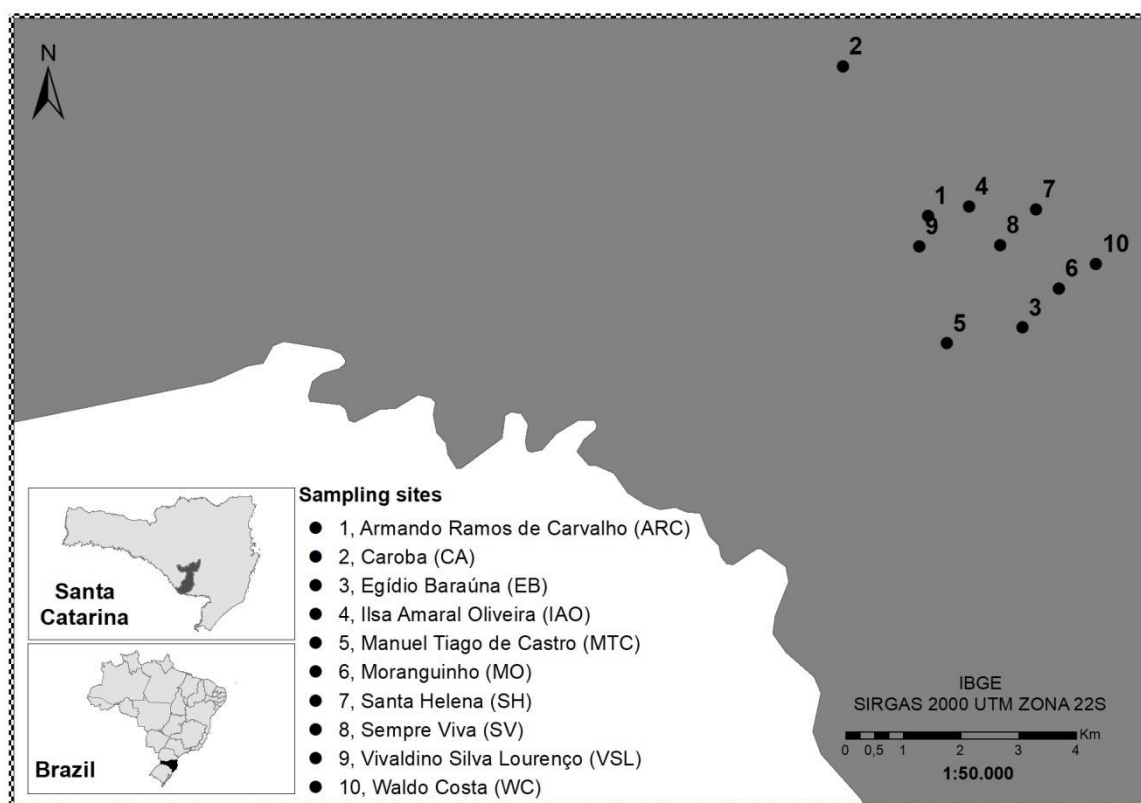 N
2
1
4
7
9
8
10
6
3
5
Sampling sites
1, Armando Ramos de Carvalho (ARC)
2, Caroba (CA)
3, Egídio Baraúna (EB)
4, Ilsa Amaral Oliveira (IAO)
5, Manuel Tiago de Castro (MTC)
6, Moranguinho (MO)
7, Santa Helena (SH)
8, Sempre Viva (SV)
9, Vivaldino Silva Lourenço (VSL)
10, Waldo Costa (WC)
Santa
Catarina
Brazil
IBGE
SIRGAS 2000 UTM ZONA 22S
Km
0 0,5 1 2 3 4
1:50.000